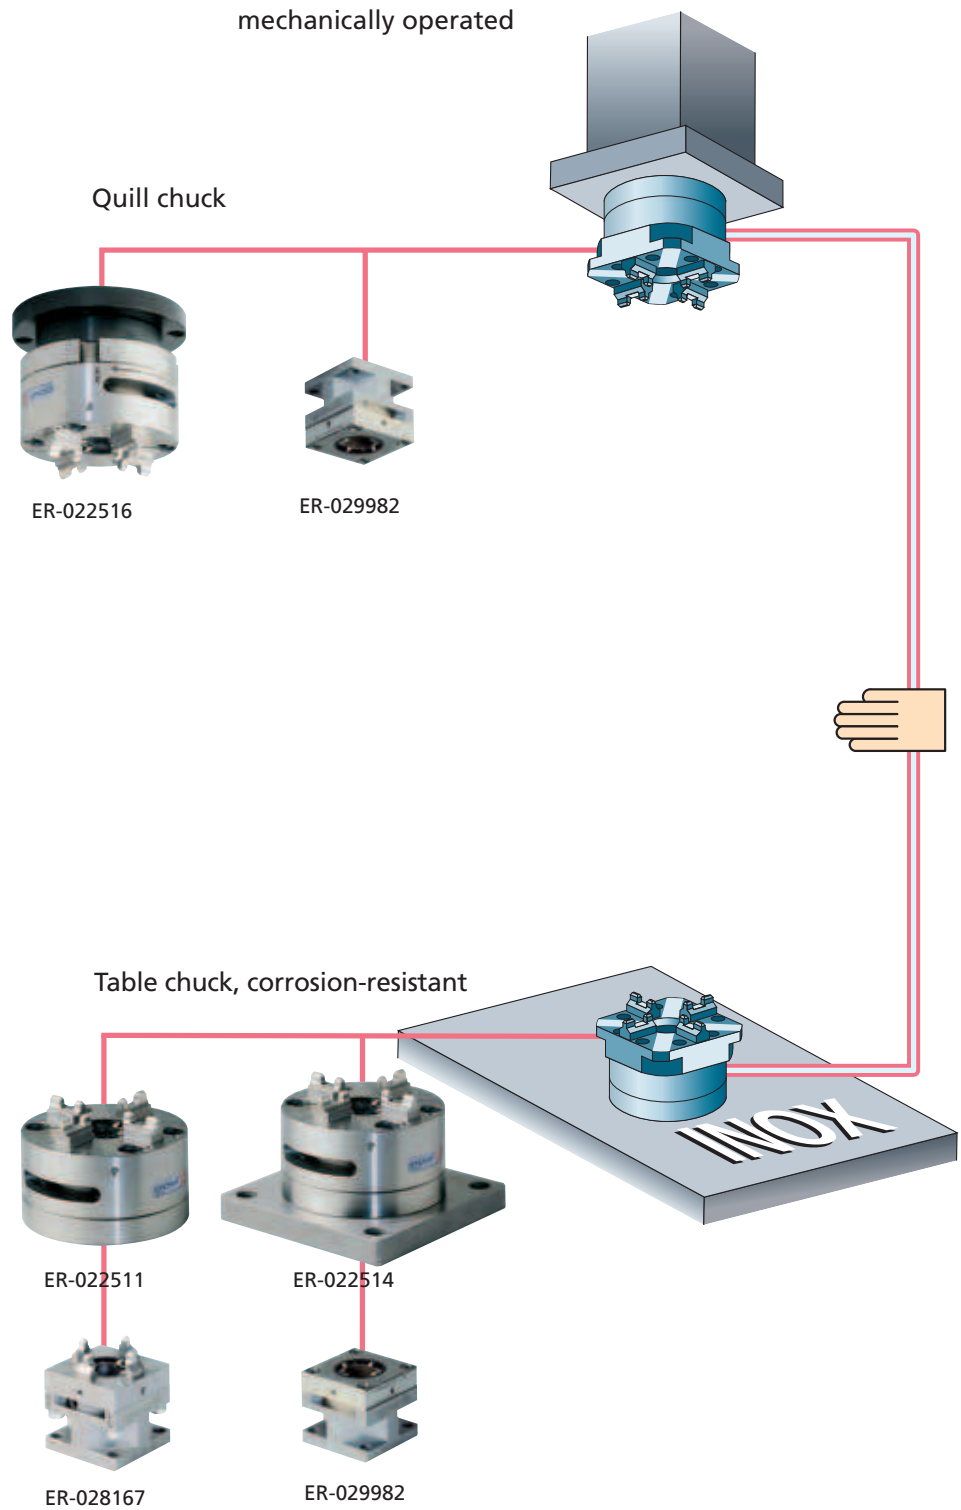 mechanically operated
Quill chuck
ER-022516
ER-029982
Table chuck, corrosion-resistant
INOX
ER-022511
ER-022514
ER-028167
ER-029982